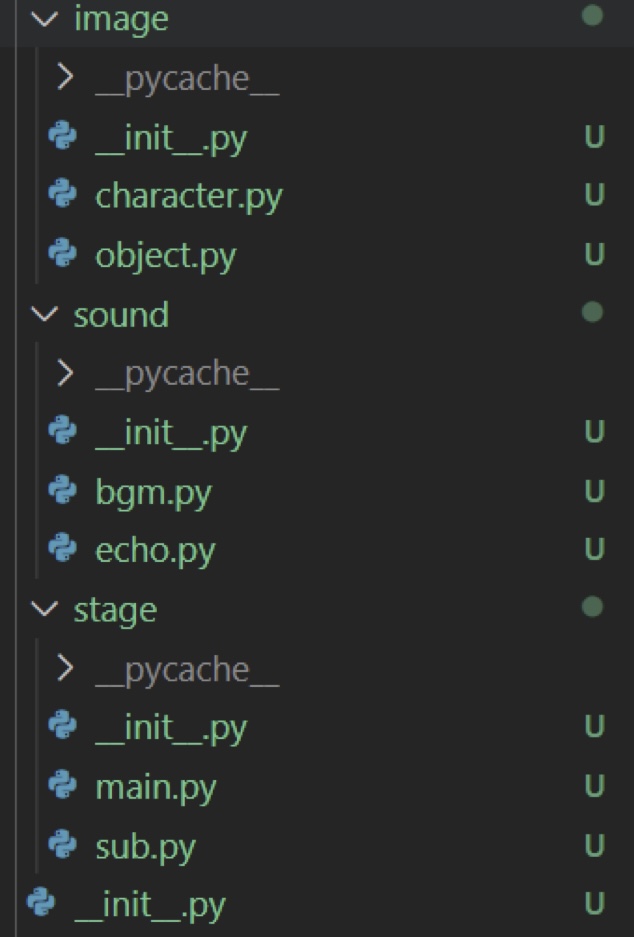 image
__pycache__
__init__.py U
character.py U
object.py U
sound
__pycache__
__init__.py U
bgm.py U
echo.py U
stage
__pycache__
__init__.py U
main.py U
sub.py U
__init__.py U